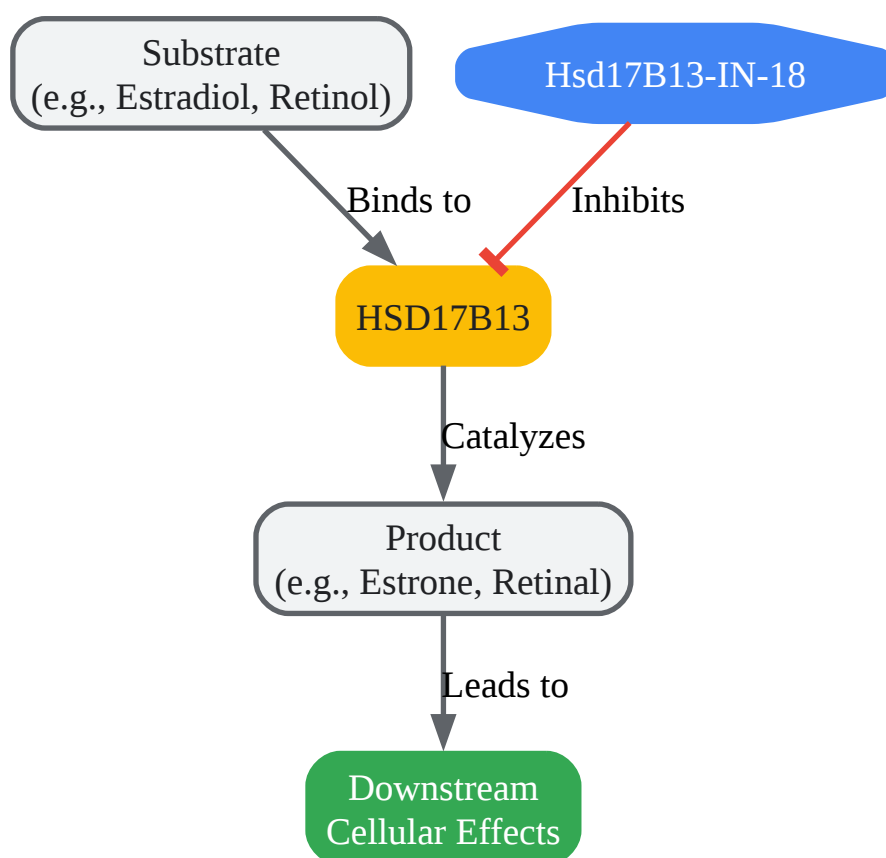 Substrate
(e.g., Estradiol, Retinol)
Hsd17B13-IN-18
Binds to
Inhibits
HSD17B13
Catalyzes
Product
(e.g., Estrone, Retinal)
Leads to
Downstream
Cellular Effects